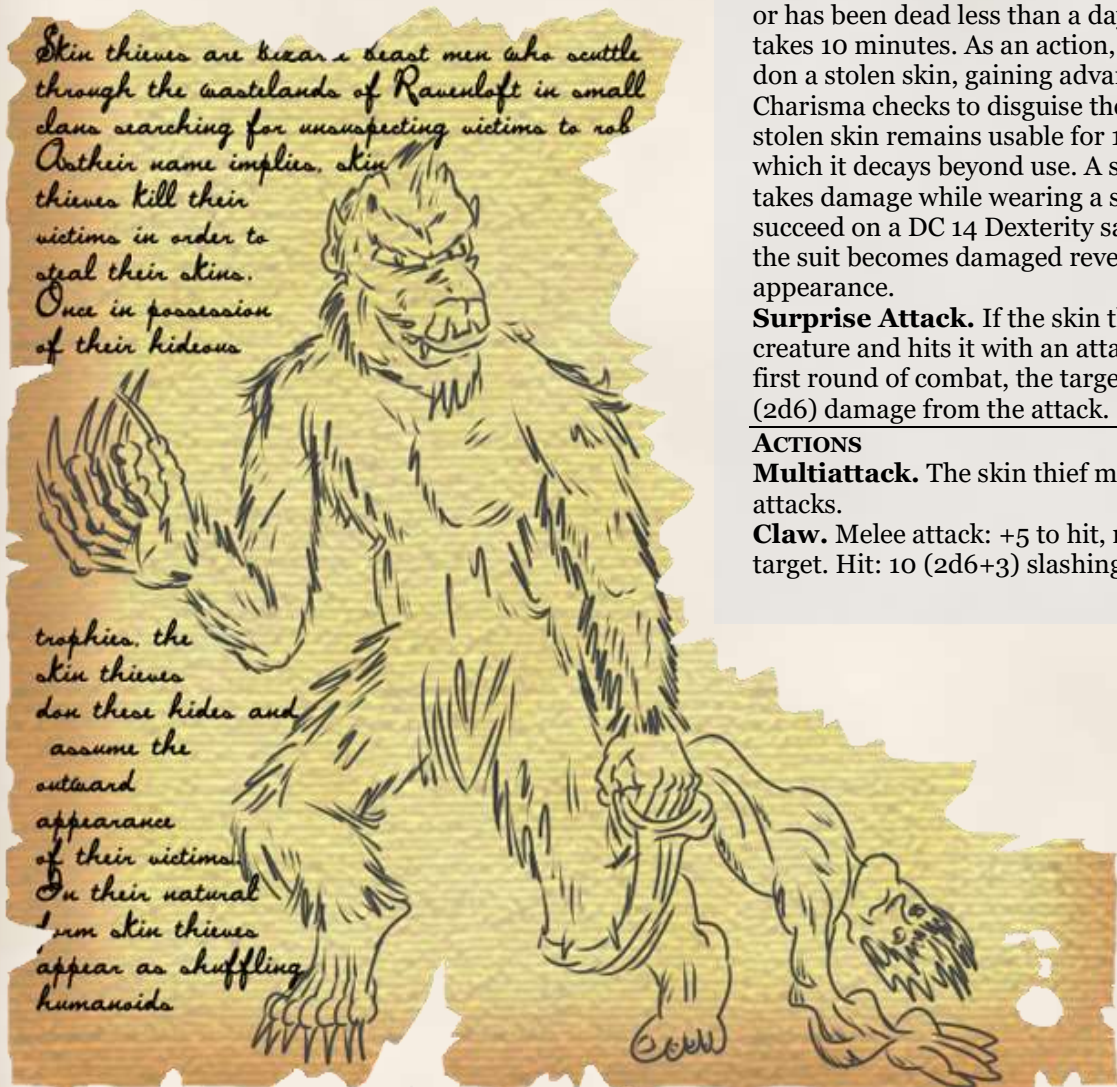 Skin thieves are bizar e beast men who scuttle
through the wastelands of Ravenloft in small
clans searching for unsuspecting victims to rob
As their name implies, skin
thieves kill their
victims in order to
steal their skins.
Once in possession
of their hideous
trophies, the
skin thieves
don these hides and
assume the
outward
appearance
of their victims.
In their natural
form skin thieves
appear as shuffling
humanoids
or has been dead less than a da
takes 10 minutes. As an action,
don a stolen skin, gaining adva
Charisma checks to disguise the
stolen skin remains usable for 1
which it decays beyond use. A s
takes damage while wearing a s
succeed on a DC 14 Dexterity sa
the suit becomes damaged reve
appearance.
Surprise Attack. If the skin t
creature and hits it with an atta
first round of combat, the targe
(2d6) damage from the attack.
ACTIONS
Multiattack. The skin thief m
attacks.
Claw. Melee attack: +5 to hit, r
target. Hit: 10 (2d6+3) slashing